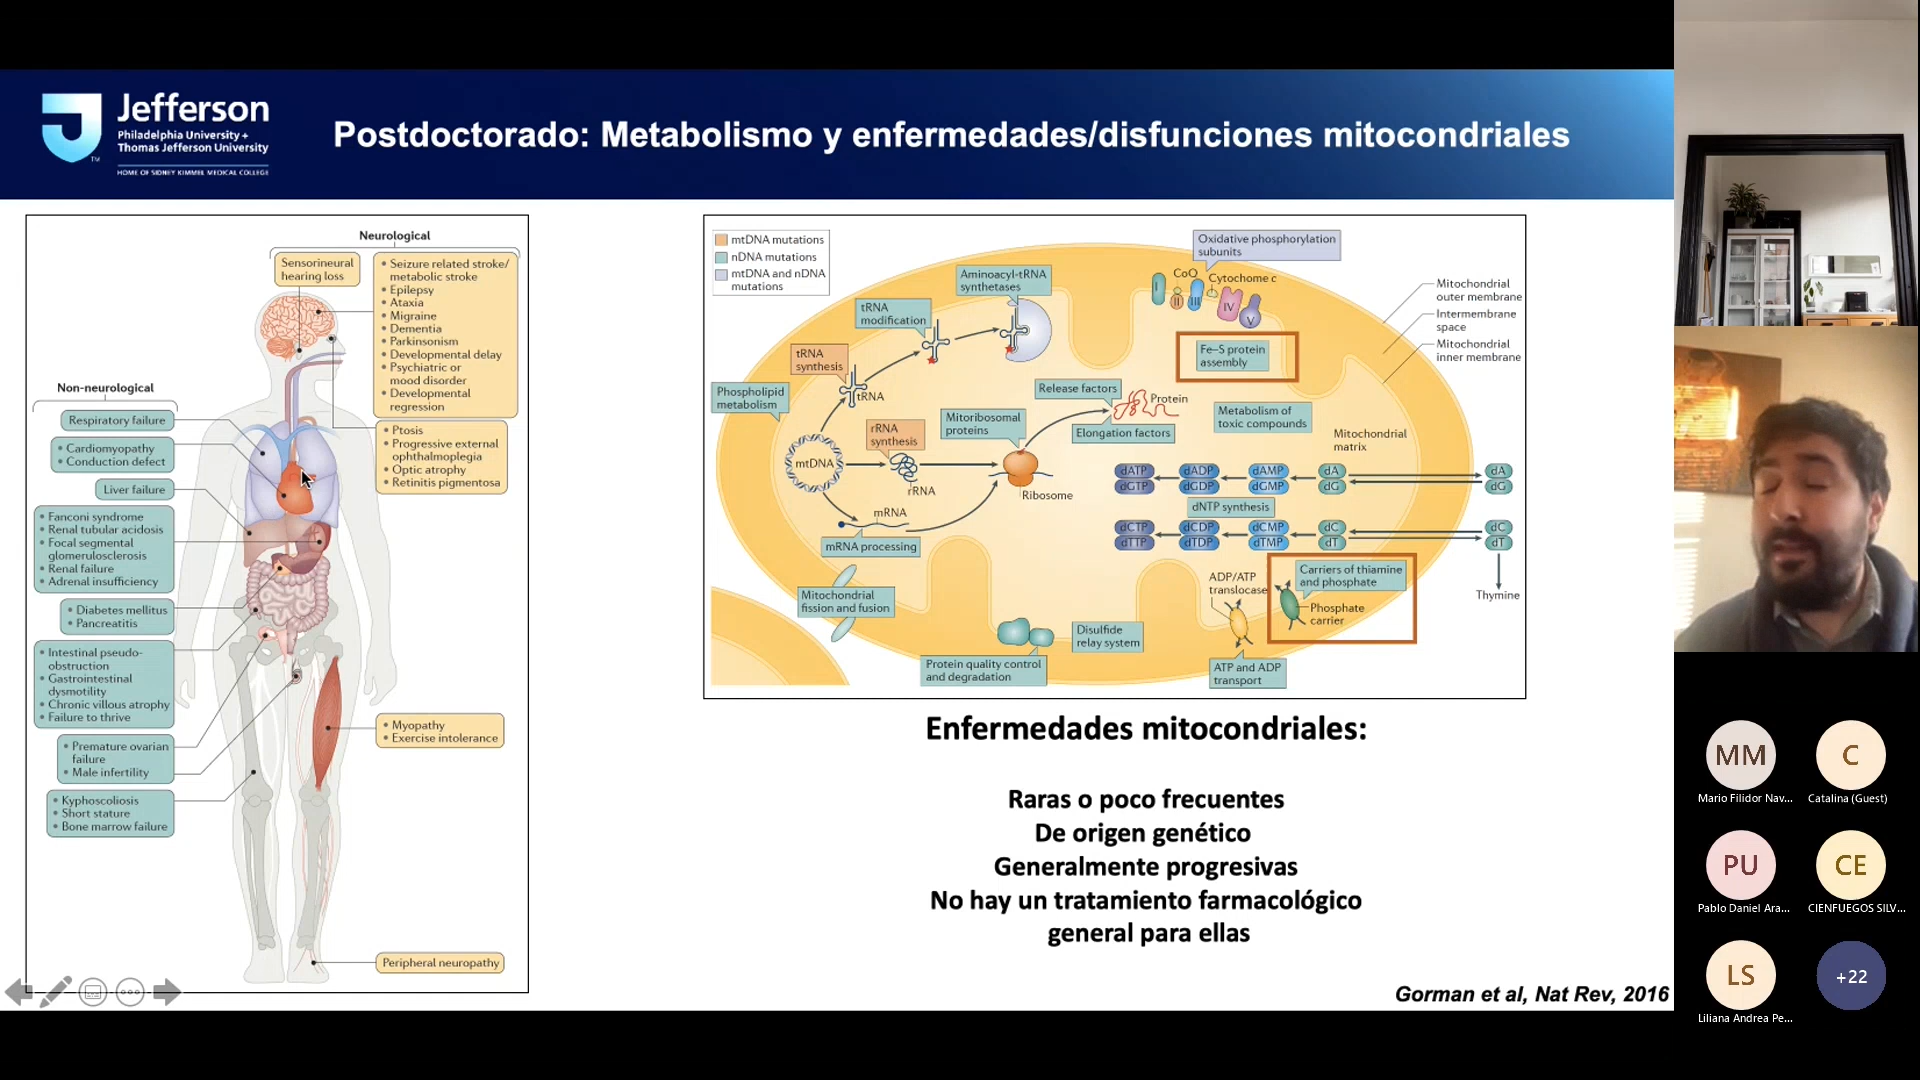 Jefferson
Philadelphia University +
Thomas Jefferson University
TM
HOME OF SIDNEY KIMMEL MEDICAL COLLEGE
Postdoctorado: Metabolismo y enfermedades/disfunciones mitocondriales
Neurological
Sensorineural
hearing loss
• Seizure related stroke/
metabolic stroke
• Epilepsy
• Ataxia
• Migraine
• Dementia
• Parkinsonism
• Developmental delay
• Psychiatric or
mood disorder
• Developmental
regression
• Ptosis
• Progressive external
ophthalmoplegia
• Optic atrophy
• Retinitis pigmentosa
Non-neurological
Respiratory failure
• Cardiomyopathy
• Conduction defect
Liver failure
• Fanconi syndrome
• Renal tubular acidosis
• Focal segmental
glomerulosclerosis
• Renal failure
• Adrenal insufficiency
• Diabetes mellitus
• Pancreatitis
• Intestinal pseudo-
obstruction
• Gastrointestinal
dysmotility
• Chronic villous atrophy
• Failure to thrive
• Premature ovarian
failure
• Male infertility
• Kyphoscoliosis
• Short stature
• Bone marrow failure
• Myopathy
• Exercise intolerance
Peripheral neuropathy
mtDNA mutations
nDNA mutations
mtDNA and nDNA
mutations
Oxidative phosphorylation
subunits
CoQ
Cytochrome c
I
II
III
IV
V
Mitochondrial
outer membrane
Intermembrane
space
Mitochondrial
inner membrane
Aminoacyl-tRNA
synthetases
tRNA
modification
tRNA
synthesis
tRNA
Phospholipid
metabolism
Fe–S protein
assembly
Release factors
Protein
Elongation factors
Metabolism of
toxic compounds
Mitochondrial
matrix
Mitoribosomal
proteins
rRNA
synthesis
mtDNA
rRNA
Ribosome
mRNA
mRNA processing
dATP dADP dAMP dA dA
dGTP dGDP dGMP dG dG
dNTP synthesis
dCTP dCDP dCMP dC dC
dTTP dTDP dTMP dT dT
Thymine
Mitochondrial
fission and fusion
Protein quality control
and degradation
Disulfide
relay system
ADP/ATP
translocase
ATP and ADP
transport
Carriers of thiamine
and phosphate
Phosphate
carrier
Enfermedades mitocondriales:
Raras o poco frecuentes
De origen genético
Generalmente progresivas
No hay un tratamiento farmacológico
general para ellas
Gorman et al, Nat Rev, 2016
MM
Mario Filidor Nav...
C
Catalina (Guest)
PU
Pablo Daniel Ara...
CE
CIENFUEGOS SILV...
LS
Liliana Andrea Pe...
+22